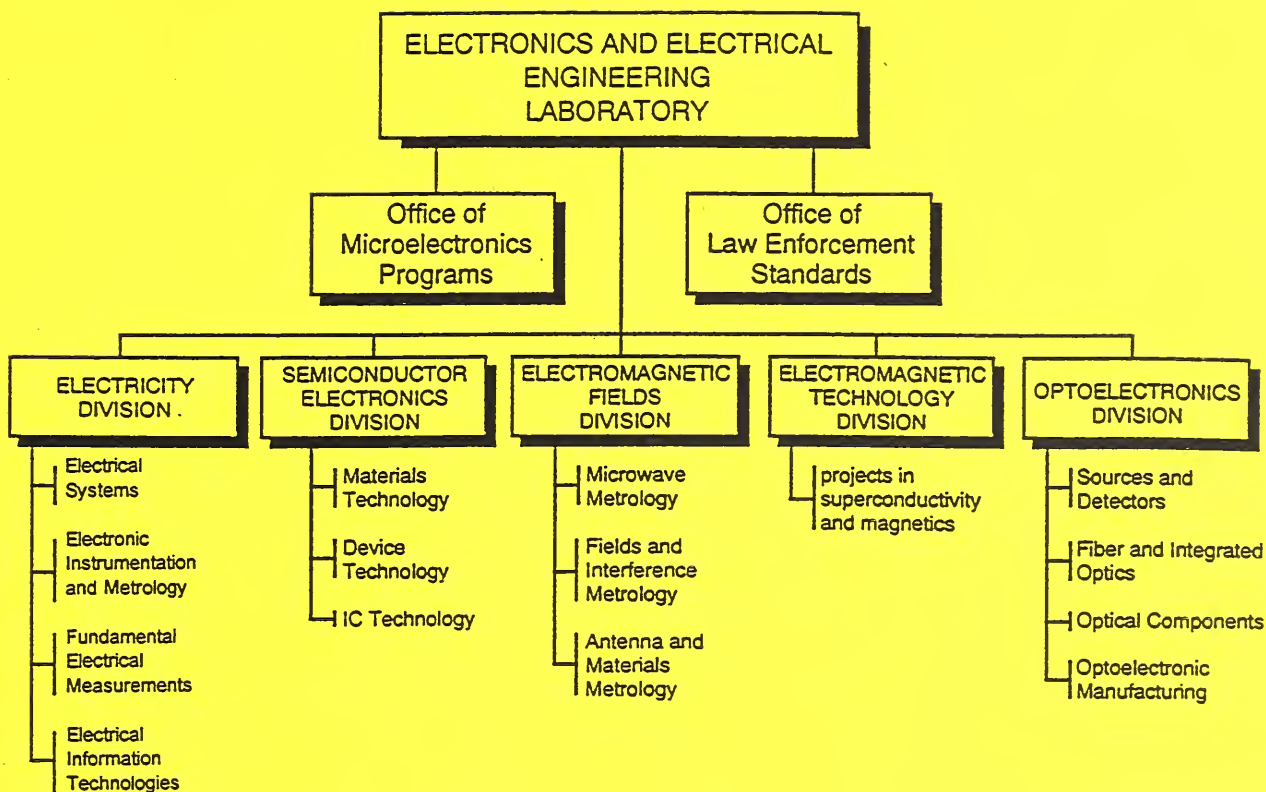 ELECTRONICS AND ELECTRICAL
ENGINEERING
LABORATORY
Office of
Microelectronics
Programs
Office of
Law Enforcement
Standards
ELECTRICITY
DIVISION .
Electrical
Systems
Electronic
Instrumentation
and Metrology
Fundamental
Electrical
Measurements
Electrical
Information
Technologies
SEMICONDUCTOR
ELECTRONICS
DIVISION
Materials
Technology
Device
Technology
IC Technology
ELECTROMAGNETIC
FIELDS
DIVISION
Microwave
Metrology
Fields and
Interference
Metrology
Antenna and
Materials
Metrology
ELECTROMAGNETIC
TECHNOLOGY
DIVISION
projects in
superconductivity
and magnetics
OPTOELECTRONICS
DIVISION
Sources and
Detectors
Fiber and Integrated
Optics
Optical Components
Optoelectronic
Manufacturing